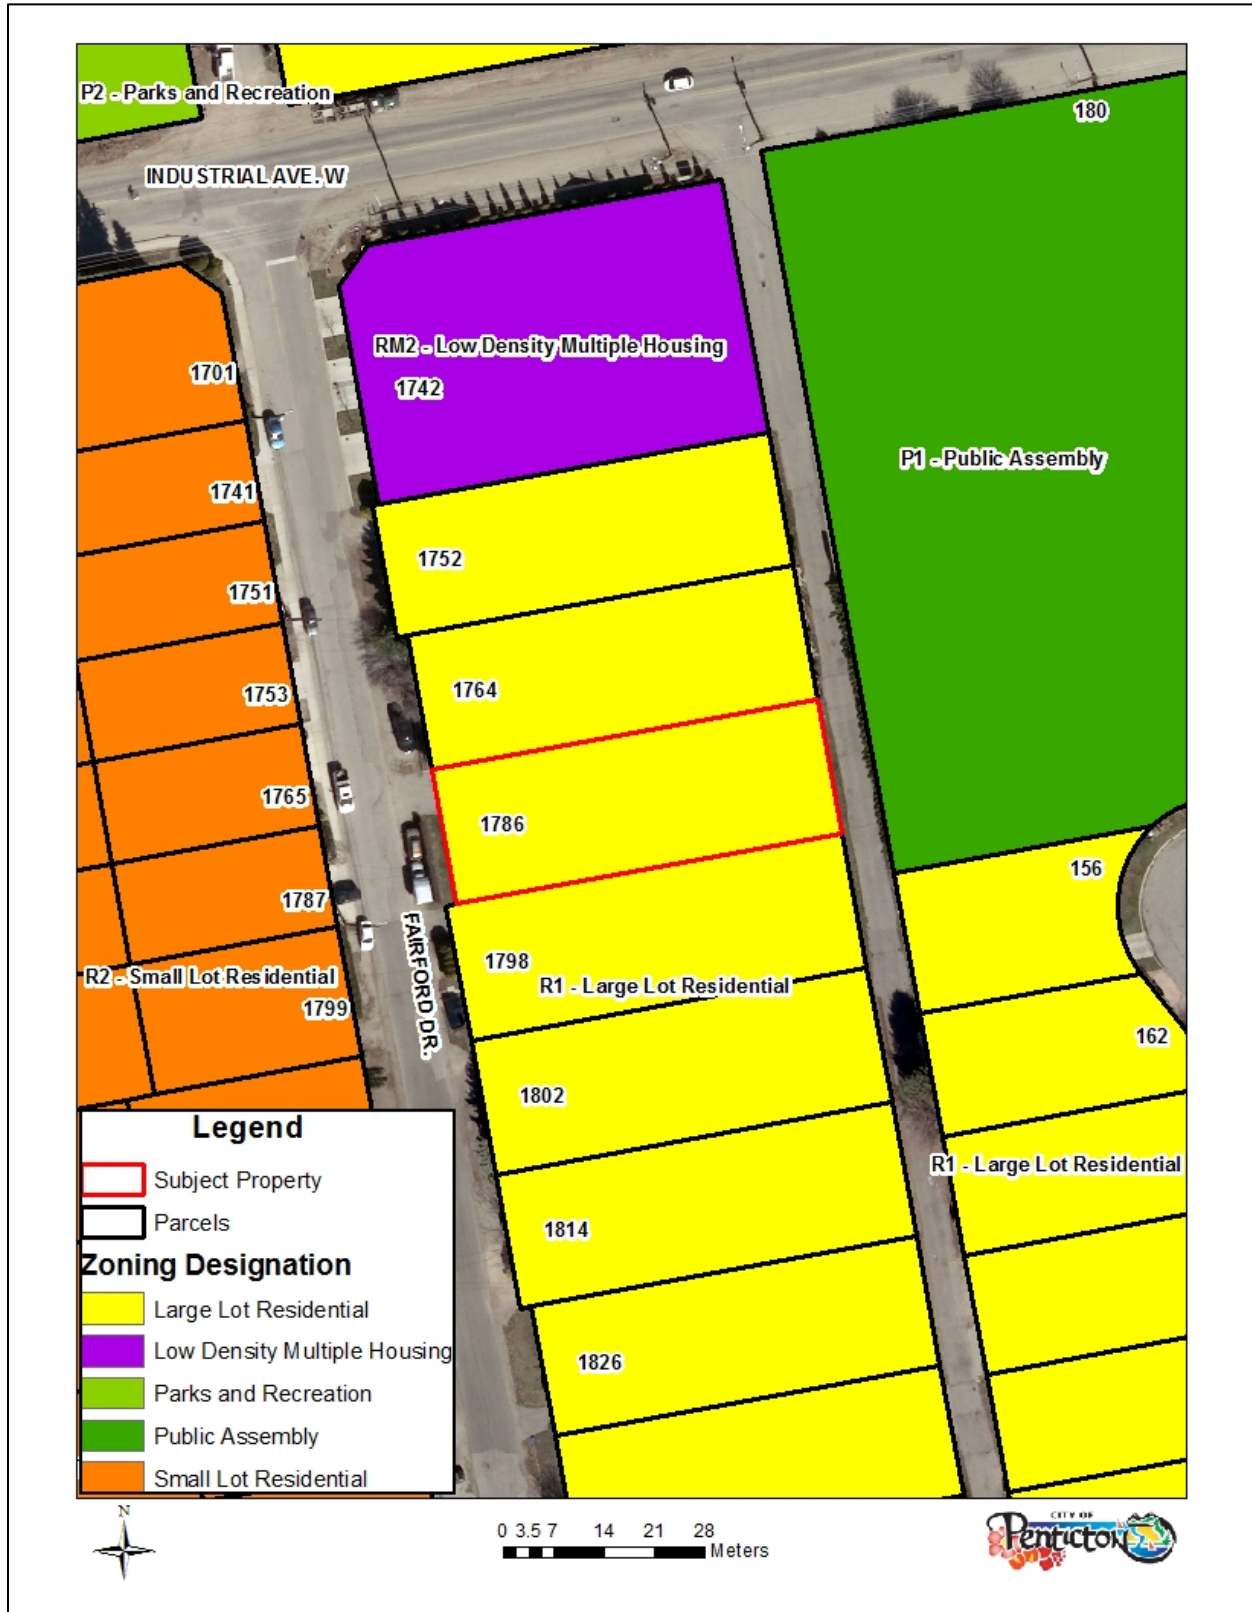 P2 - Parks and Recreation
180
INDUSTRIAL AVE. W
RM2 - Low Density Multiple Housing
1701
1742
P1 - Public Assembly
1741
1752
1751
1764
1753
1765
1786
156
1787
FAIRFORD DR.
1798
R2 - Small Lot Residential
R1 - Large Lot Residential
1799
162
1802
R1 - Large Lot Residential
1814
1826
Legend
Subject Property
Parcels
Zoning Designation
Large Lot Residential
Low Density Multiple Housing
Parks and Recreation
Public Assembly
Small Lot Residential
N
0 3.5 7 14 21 28
Meters
CITY OF
Penticton